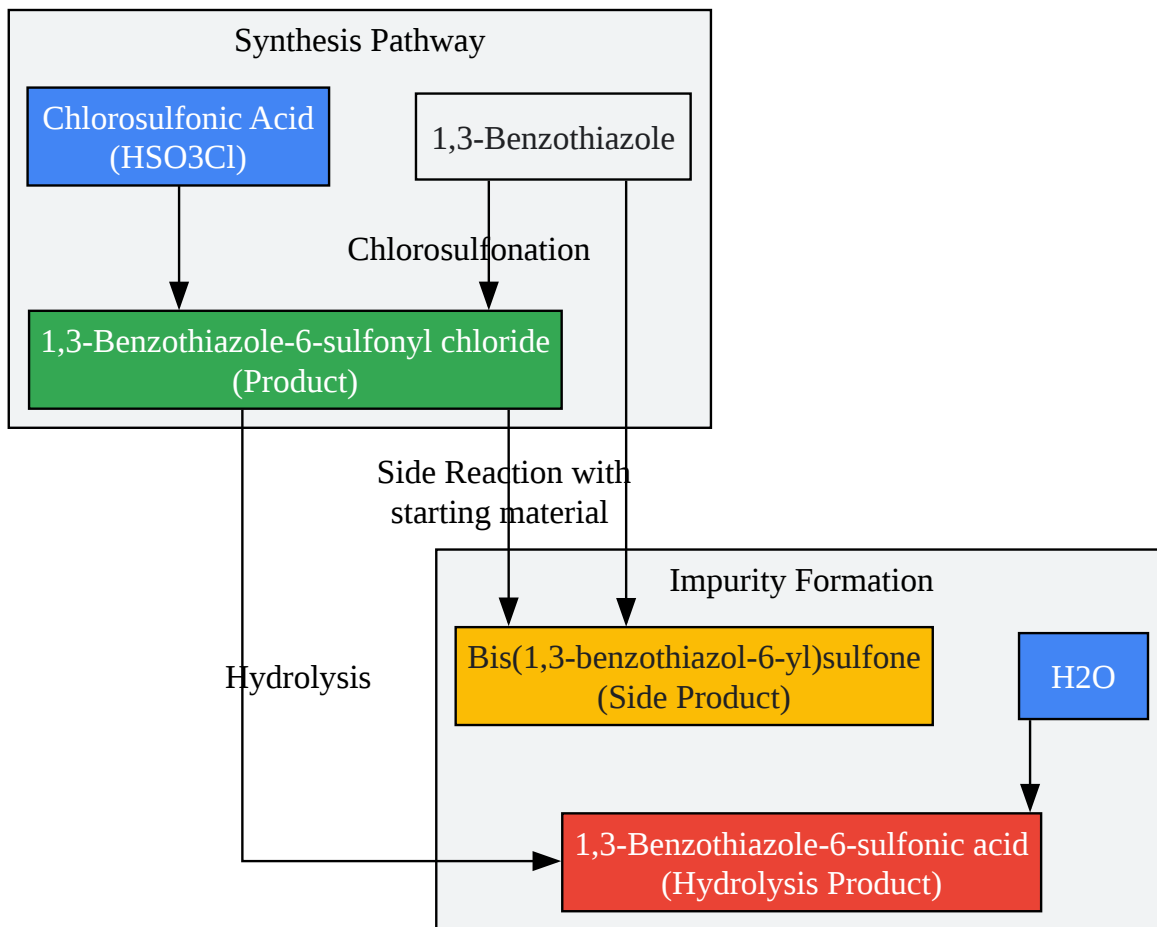 Synthesis Pathway
Chlorosulfonic Acid
(HSO3Cl)
1,3-Benzothiazole
Chlorosulfonation
1,3-Benzothiazole-6-sulfonyl chloride
(Product)
Side Reaction with
starting material
Impurity Formation
Hydrolysis
Bis(1,3-benzothiazol-6-yl)sulfone
(Side Product)
H2O
1,3-Benzothiazole-6-sulfonic acid
(Hydrolysis Product)